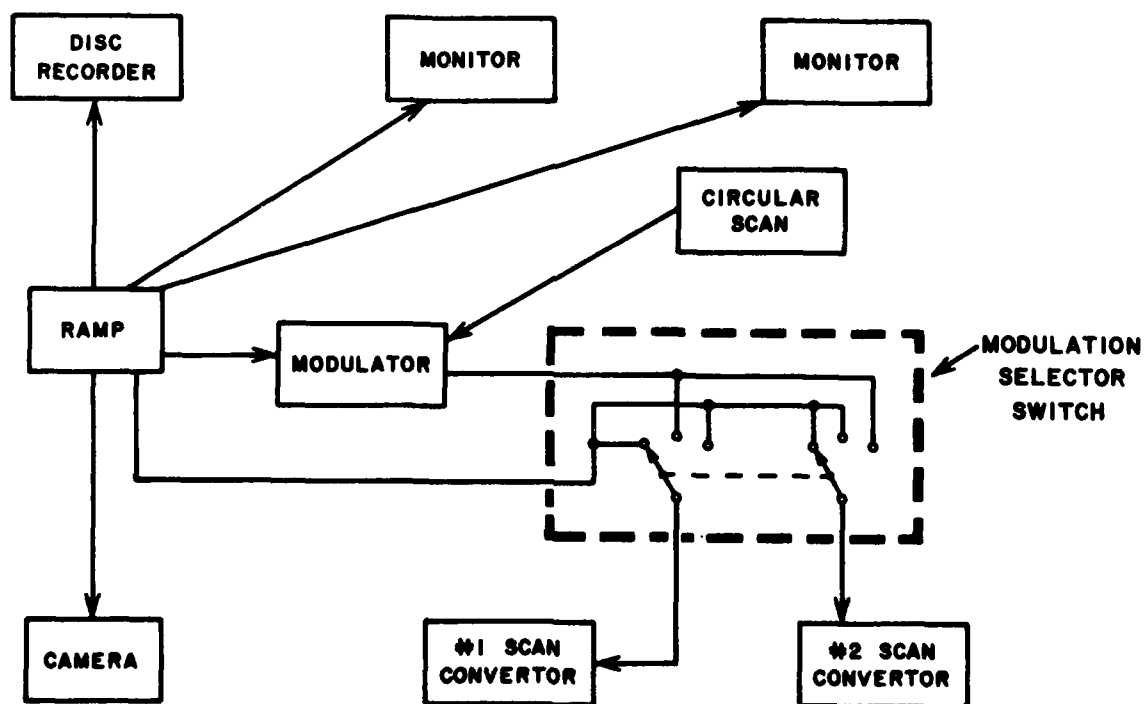 DISC
RECORDER
MONITOR
MONITOR
CIRCULAR
SCAN
RAMP
MODULATOR
MODULATION
SELECTOR
SWITCH
CAMERA
#1 SCAN
CONVERTOR
#2 SCAN
CONVERTOR